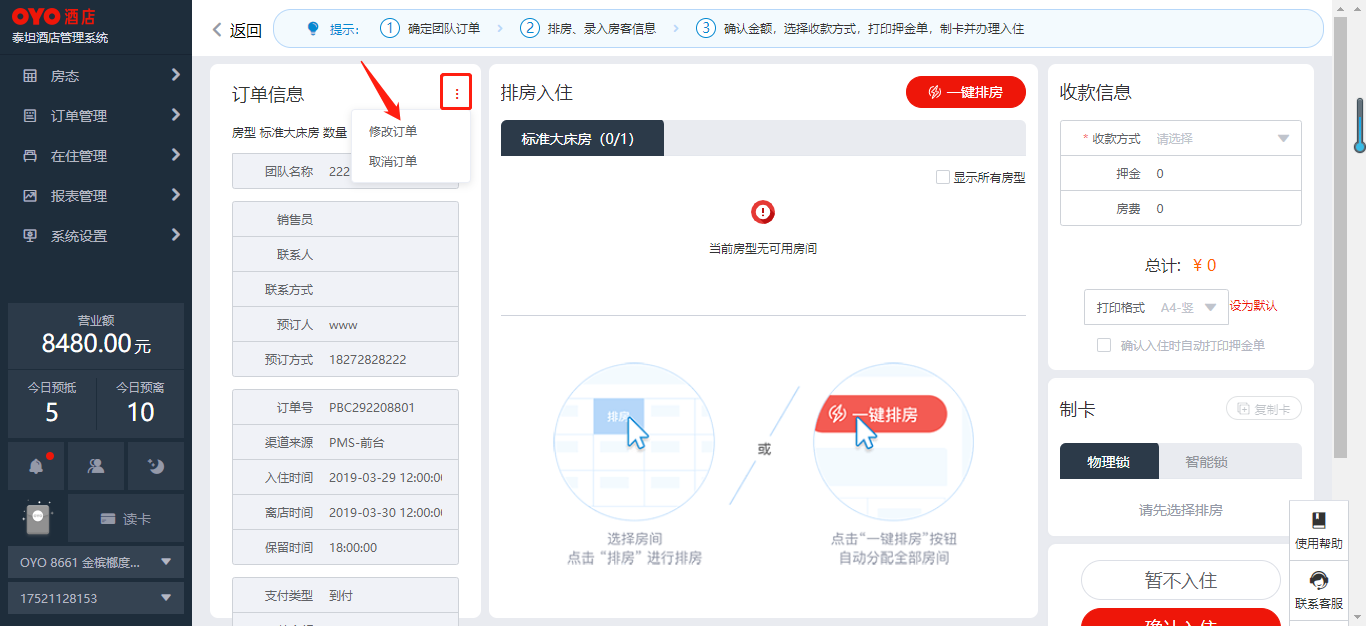 OYO 酒店
泰坦酒店管理系统
房态
订单管理
在住管理
报表管理
系统设置
营业额
8480.00元
今日预抵
5
今日预离
10
读卡
OYO 8661 金槟榔度...
17521128153
返回
提示:
1 确定团队订单
2 排房、录入房客信息
3 确认金额，选择收款方式，打印押金单，制卡并办理入住
订单信息
房型 标准大床房 数量
修改订单
取消订单
团队名称 222
销售员
联系人
联系方式
预订人 www
预订方式 18272828222
订单号 PBC292208801
渠道来源 PMS-前台
入住时间 2019-03-29 12:00:00
离店时间 2019-03-30 12:00:00
保留时间 18:00:00
支付类型 到付
排房入住
一键排房
标准大床房（0/1）
显示所有房型
当前房型无可用房间
排房
或
一键排房
选择房间
点击 “排房” 进行排房
点击“一键排房”按钮
自动分配全部房间
收款信息
* 收款方式 请选择
押金 0
房费 0
总计: ¥ 0
打印格式 A4-竖
设为默认
确认入住时自动打印押金单
制卡
复制卡
物理锁
智能锁
请先选择排房
暂不入住
确认入住
使用帮助
联系客服